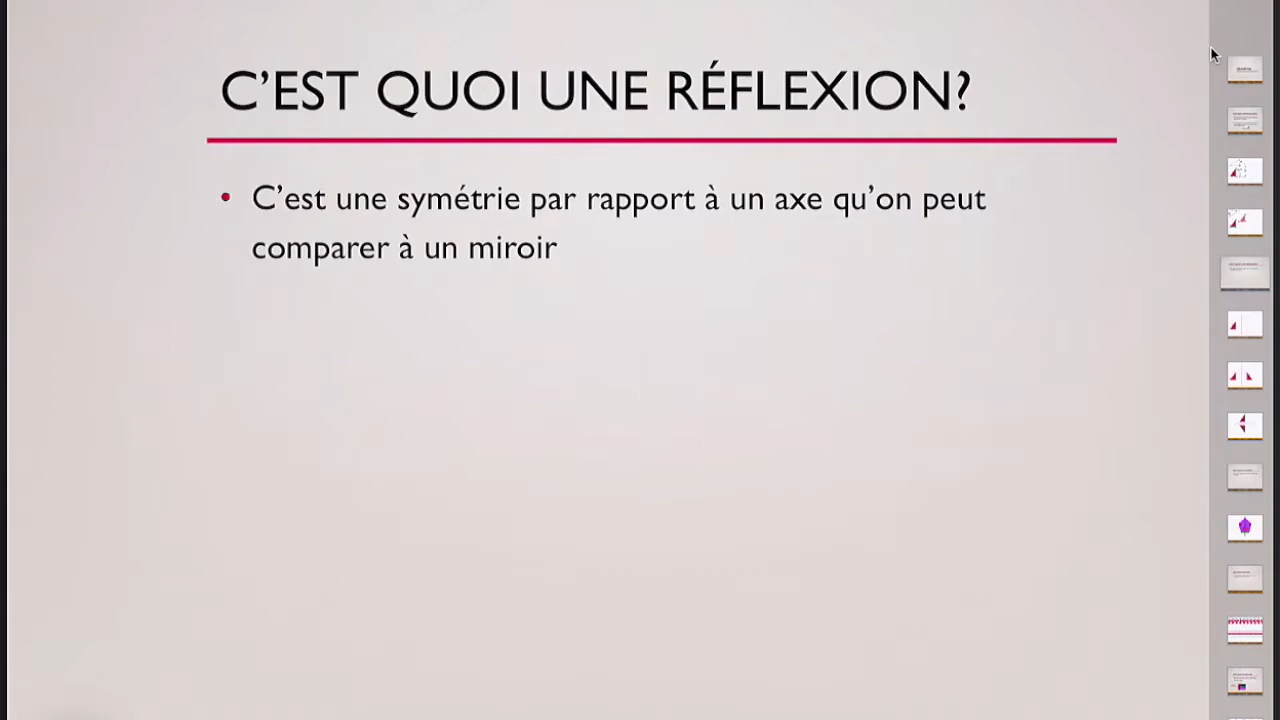 C’EST QUOI UNE RÉFLEXION?
• C’est une symétrie par rapport à un axe qu’on peut
comparer à un miroir